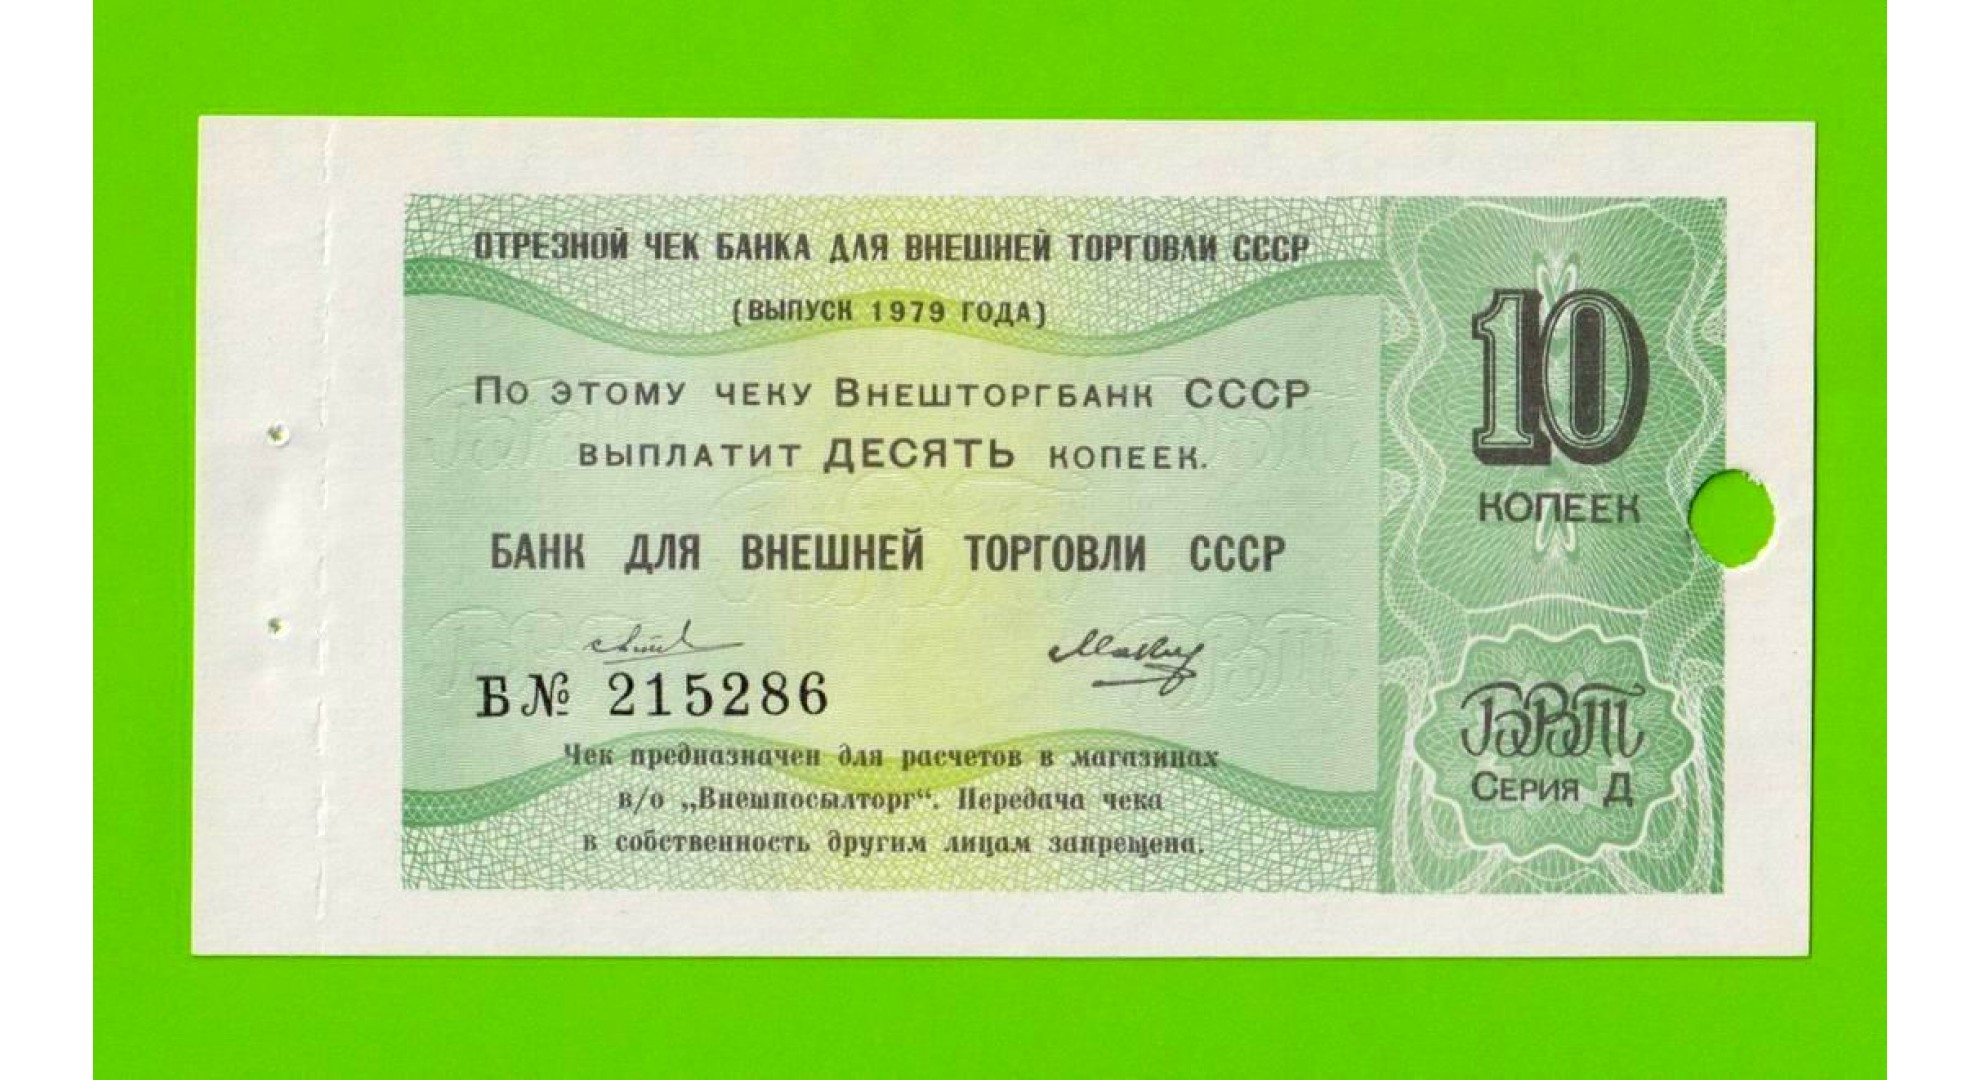 ОТРЕЗНОЙ ЧЕК БАНКА ДЛЯ ВНЕШНЕЙ ТОРГОВЛИ СССР
(ВЫПУСК 1979 ГОДА)
По этому чеку Внешторгбанк СССР
выплатит ДЕСЯТЬ копеек.
БАНК ДЛЯ ВНЕШНЕЙ ТОРГОВЛИ СССР
Б № 215286
Чек предназначен для расчетов в магазинах
в/о „Внешпосылторг“. Передача чека
в собственность другим лицам запрещена.
10
КОПЕЕК
БВТ
Серия Д